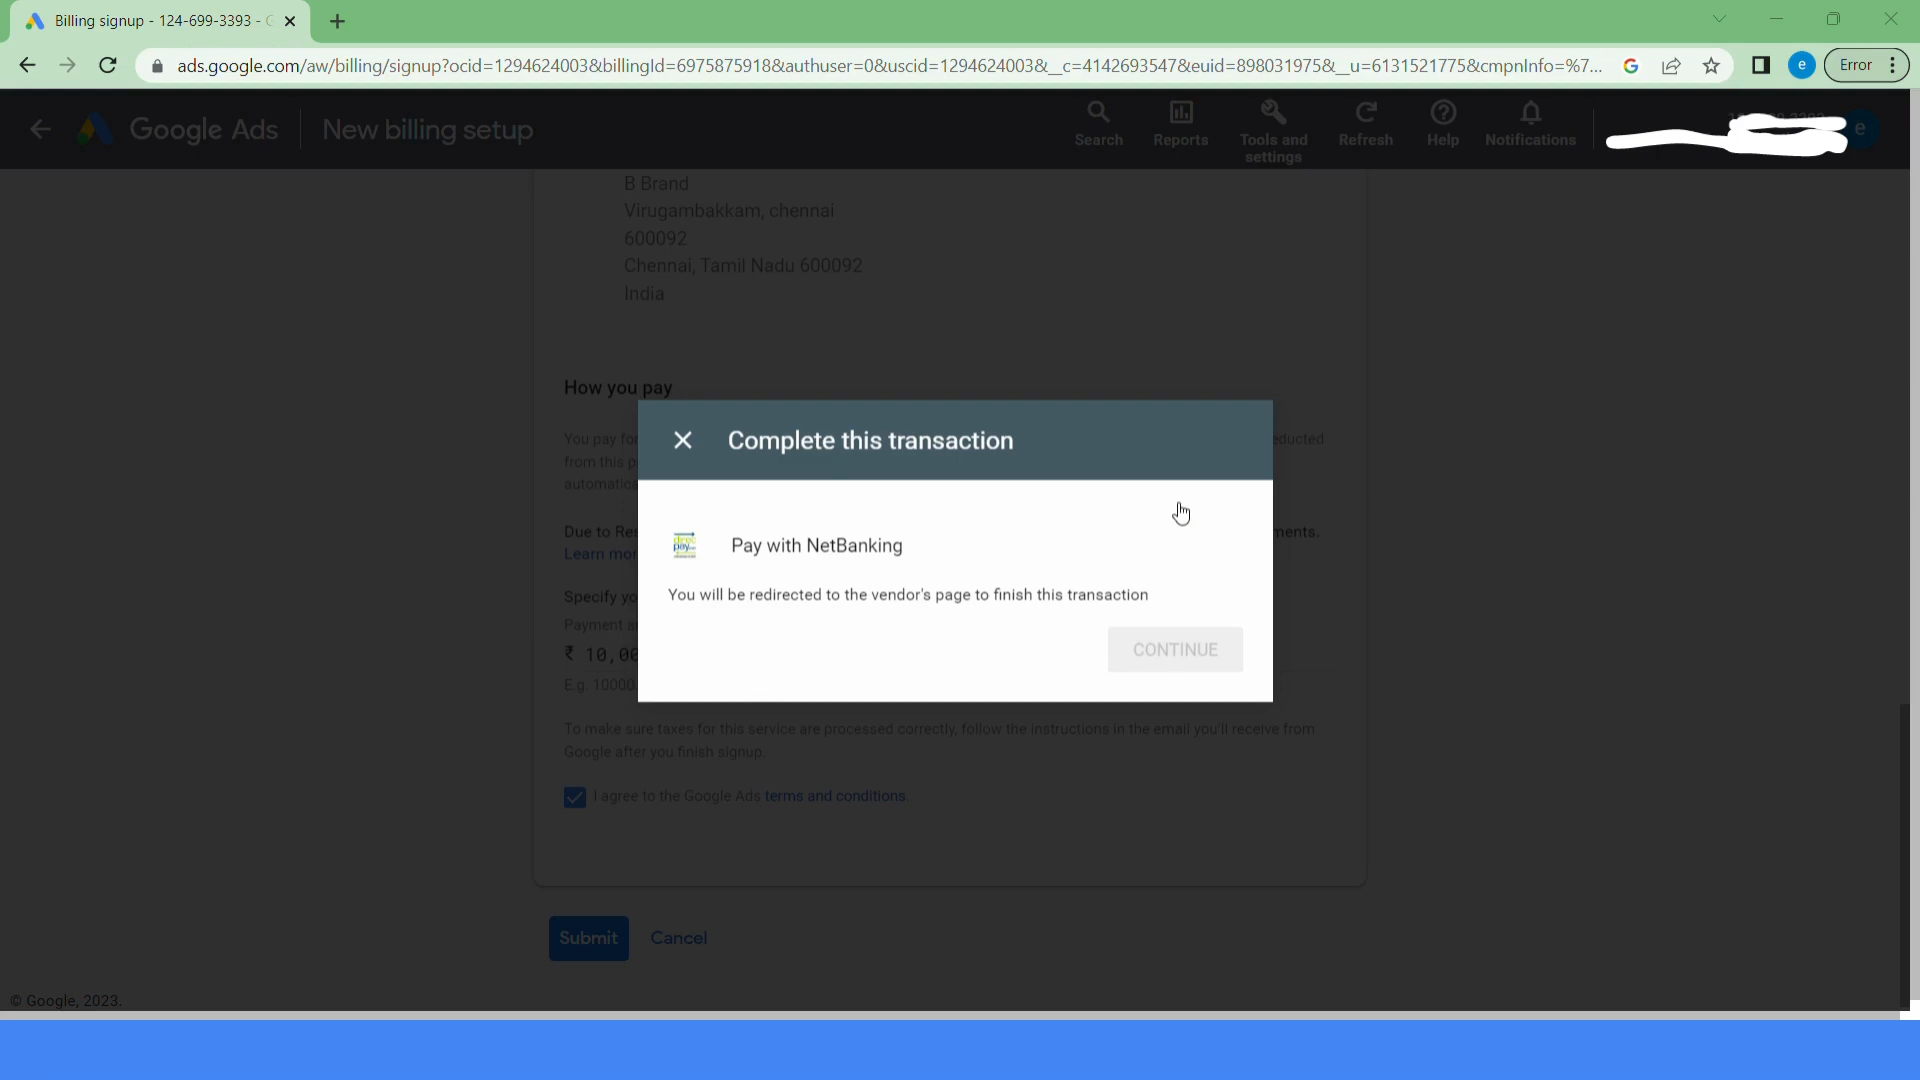 Billing signup - 124-699-3393 - G
ads.google.com/aw/billing/signup?ocid=1294624003&billingId=6975875918&authuser=0&uscid=1294624003&__c=4142693547&euid=898031975&__u=6131521775&cmpnInfo=%7...
e
Error
Google Ads
New billing setup
Search
Reports
Tools and
settings
Refresh
Help
Notifications
e
B Brand
Virugambakkam, chennai
600092
Chennai, Tamil Nadu 600092
India
How you pay
You pay for
educted
from this p
automatica
Due to Re
ments.
Learn mor
Specify yo
Payment a
₹ 10,00
E.g. 10000
Complete this transaction
direc
pay
Pay with NetBanking
You will be redirected to the vendor's page to finish this transaction
CONTINUE
To make sure taxes for this service are processed correctly, follow the instructions in the email you'll receive from
Google after you finish signup.
I agree to the Google Ads terms and conditions.
Submit
Cancel
© Google, 2023.